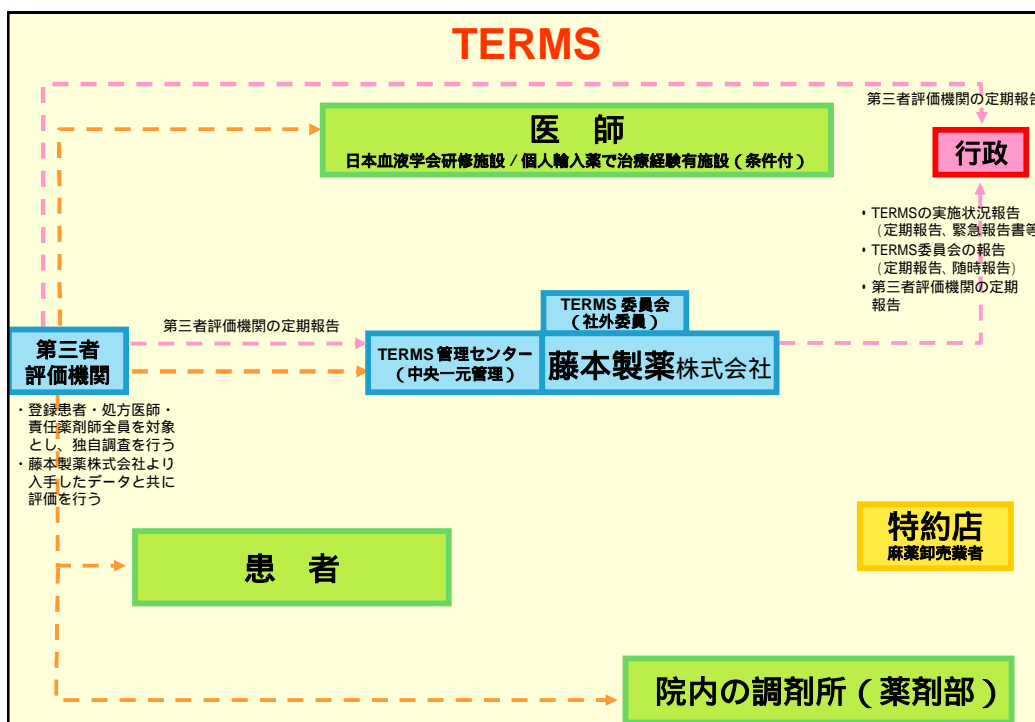 TERMS
第三者評価機関の定期報告
医 師
日本血液学会研修施設 / 個人輸入薬で治療経験有施設(条件付)
行政
・TERMSの実施状況報告
(定期報告、緊急報告書等
・TERMS委員会の報告
(定期報告、随時報告)
・第三者評価機関の定期
報告
TERMS 委員会
(社外委員)
第三者評価機関の定期報告
第三者
評価機関
TERMS 管理センター
(中央一元管理)
藤本製薬株式会社
・登録患者・処方医師・
責任薬剤師全員を対象
とし、独自調査を行う
・藤本製薬株式会社より
入手したデータと共に
評価を行う
特約店
麻薬卸売業者
患 者
院内の調剤所(薬剤部)